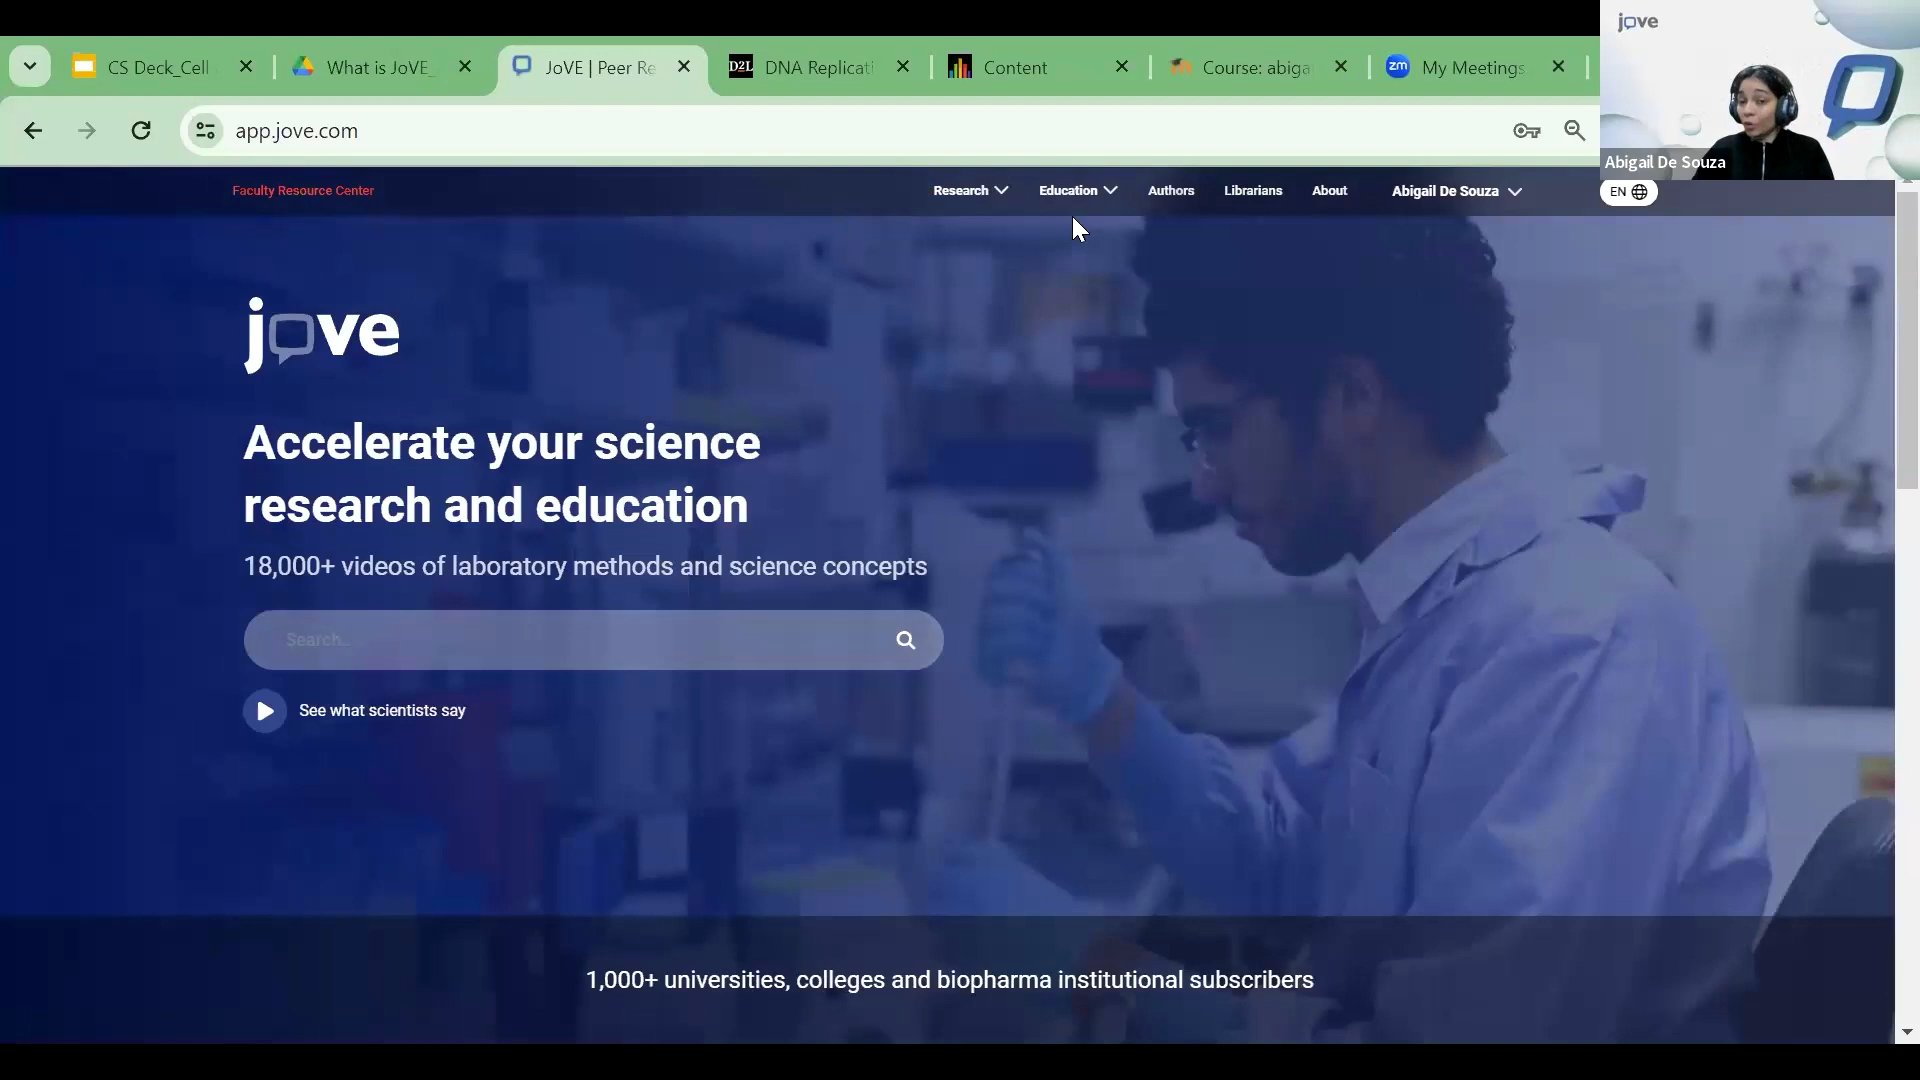 CS Deck_Cell
What is JoVE_
JoVE | Peer Re
D2L
DNA Replicati
Content
Course: abiga
zm
My Meetings
jove
app.jove.com
Abigail De Souza
Faculty Resource Center
Research
Education
Authors
Librarians
About
Abigail De Souza
EN
jove
Accelerate your science
research and education
18,000+ videos of laboratory methods and science concepts
Search...
See what scientists say
1,000+ universities, colleges and biopharma institutional subscribers